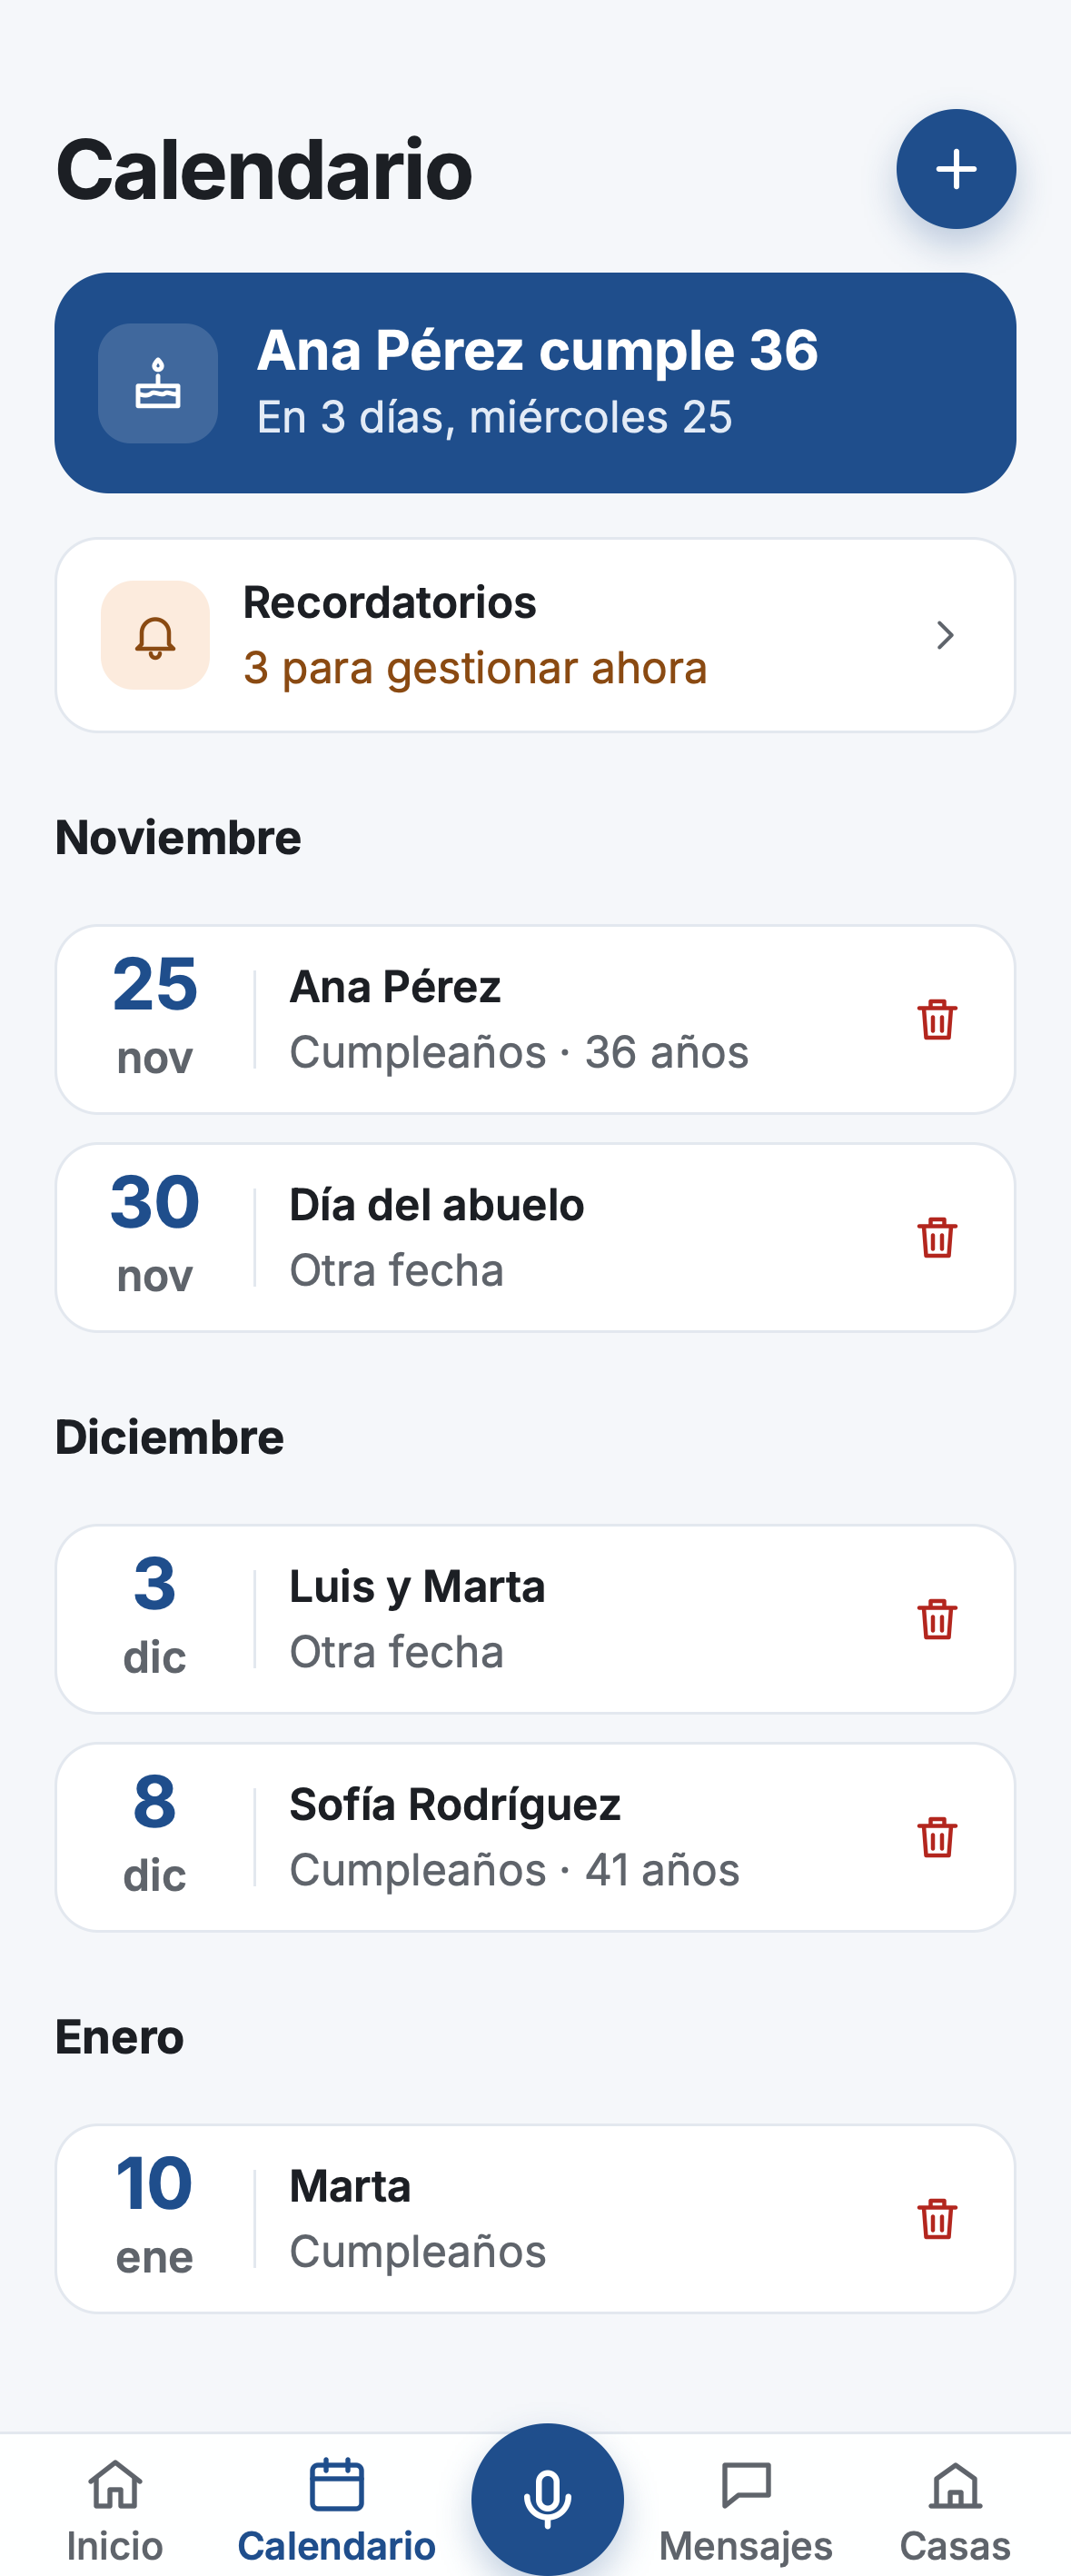 Calendario
Ana Pérez cumple 36
En 3 días, miércoles 25
Recordatorios
3 para gestionar ahora
Noviembre
25
nov
Ana Pérez
Cumpleaños · 36 años
30
nov
Día del abuelo
Otra fecha
Diciembre
3
dic
Luis y Marta
Otra fecha
8
dic
Sofía Rodríguez
Cumpleaños · 41 años
Enero
10
ene
Marta
Cumpleaños
Inicio
Calendario
Mensajes
Casas